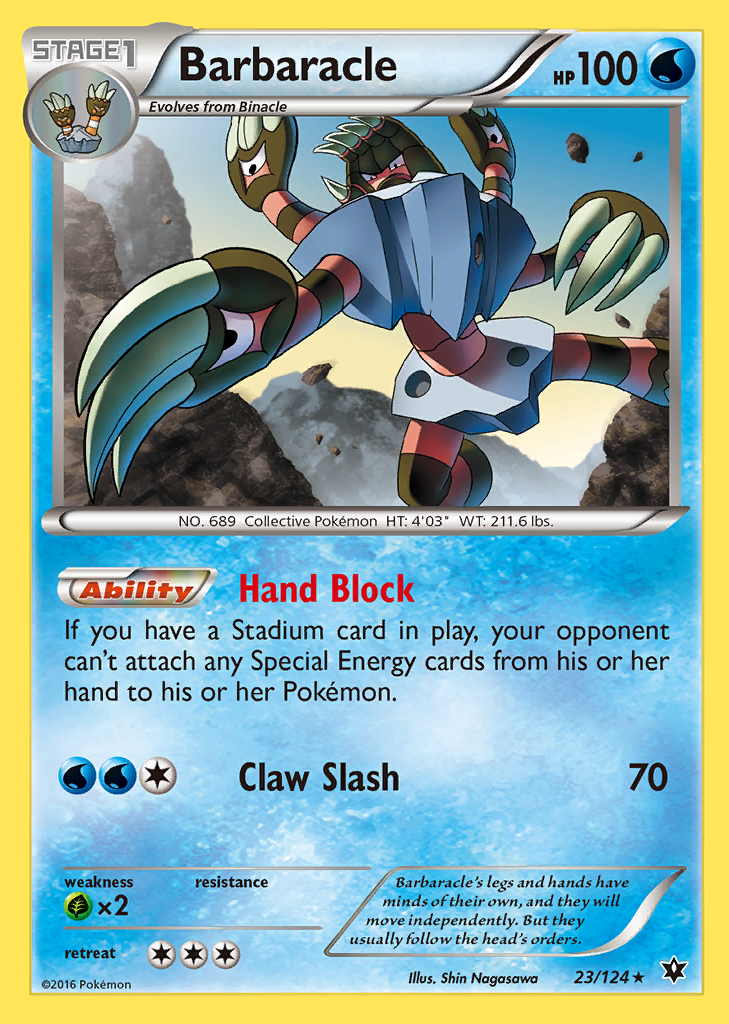 STAGE1
Barbaracle
HP100
Evolves from Binacle
NO. 689 Collective Pokémon HT: 4'03" WT: 211.6 lbs.
Ability Hand Block
If you have a Stadium card in play, your opponent
can't attach any Special Energy cards from his or her
hand to his or her Pokémon.
Claw Slash 70
weakness resistance
×2
retreat
Barbaracle's legs and hands have
minds of their own, and they will
move independently. But they
usually follow the head's orders.
©2016 Pokémon
Illus. Shin Nagasawa 23/124 ★